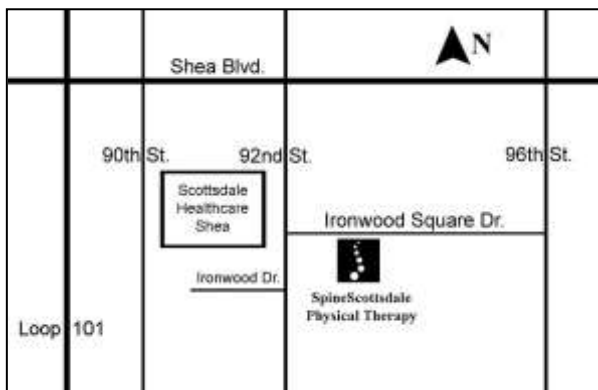 N
Shea Blvd.
90th St.
92nd St.
96th St.
Scottsdale
Healthcare
Shea
Ironwood Square Dr.
Ironwood Dr.
SpineScottsdale
Physical Therapy
Loop 101